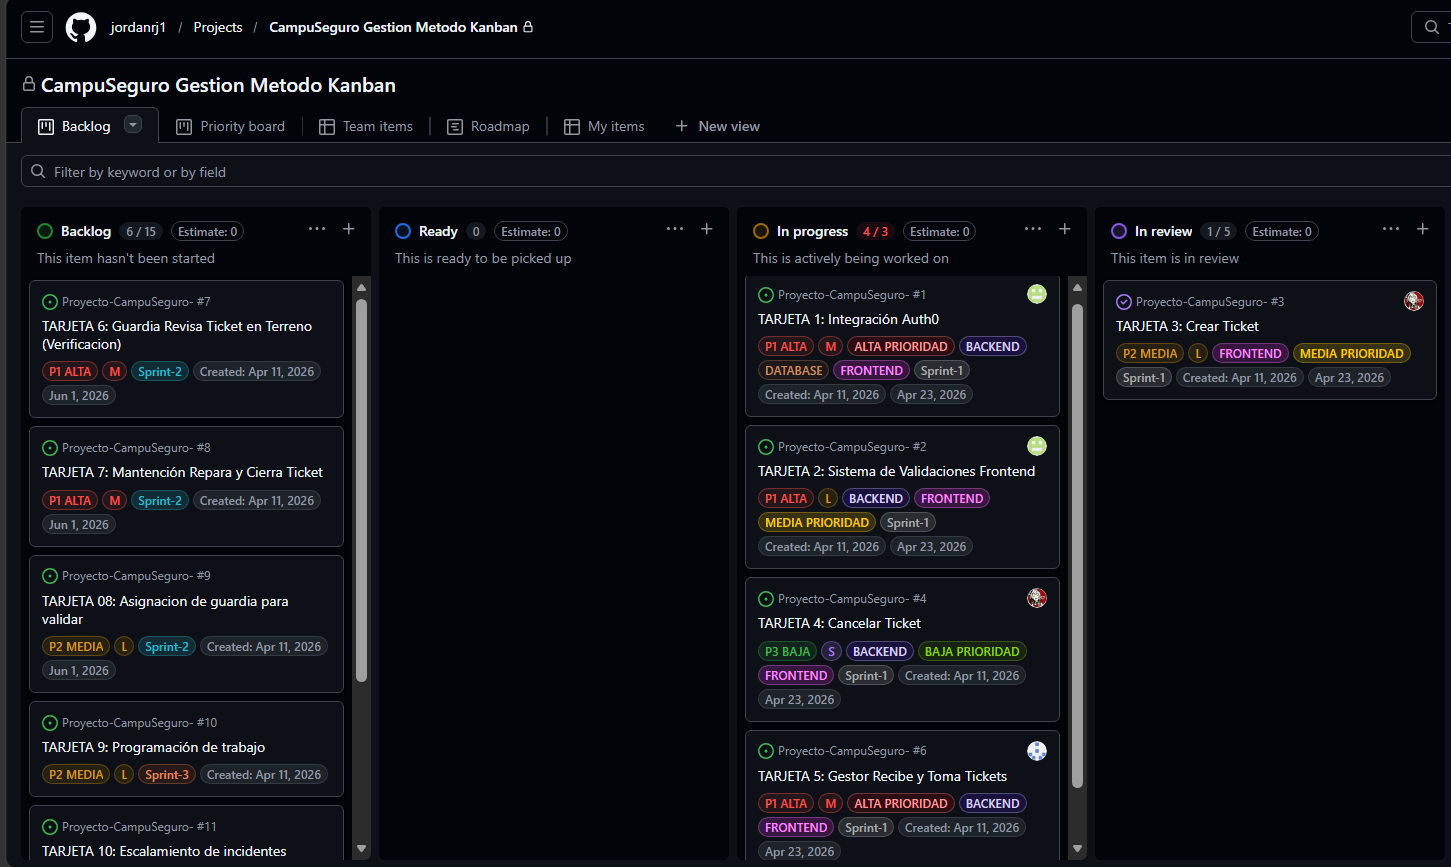 jordanrj1 / Projects / CampuSeguro Gestion Metodo Kanban
CampuSeguro Gestion Metodo Kanban
Backlog
Priority board
Team items
Roadmap
My items
New view
Filter by keyword or by field
Backlog 6 / 15 Estimate: 0
This item hasn't been started
Proyecto-CampuSeguro- #7
TARJETA 6: Guardia Revisa Ticket en Terreno
(Verificacion)
P1 ALTA M Sprint-2 Created: Apr 11, 2026
Jun 1, 2026
Proyecto-CampuSeguro- #8
TARJETA 7: Mantención Repara y Cierra Ticket
P1 ALTA M Sprint-2 Created: Apr 11, 2026
Jun 1, 2026
Proyecto-CampuSeguro- #9
TARJETA 08: Asignacion de guardia para
validar
P2 MEDIA L Sprint-2 Created: Apr 11, 2026
Jun 1, 2026
Proyecto-CampuSeguro- #10
TARJETA 9: Programación de trabajo
P2 MEDIA L Sprint-3 Created: Apr 11, 2026
Proyecto-CampuSeguro- #11
TARJETA 10: Escalamiento de incidentes
Ready 0 Estimate: 0
This is ready to be picked up
In progress 4 / 3 Estimate: 0
This is actively being worked on
Proyecto-CampuSeguro- #1
TARJETA 1: Integración Auth0
P1 ALTA M ALTA PRIORIDAD BACKEND
DATABASE FRONTEND Sprint-1
Created: Apr 11, 2026 Apr 23, 2026
Proyecto-CampuSeguro- #2
TARJETA 2: Sistema de Validaciones Frontend
P1 ALTA L BACKEND FRONTEND
MEDIA PRIORIDAD Sprint-1
Created: Apr 11, 2026 Apr 23, 2026
Proyecto-CampuSeguro- #4
TARJETA 4: Cancelar Ticket
P3 BAJA S BACKEND BAJA PRIORIDAD
FRONTEND Sprint-1 Created: Apr 11, 2026
Apr 23, 2026
Proyecto-CampuSeguro- #6
TARJETA 5: Gestor Recibe y Toma Tickets
P1 ALTA M ALTA PRIORIDAD BACKEND
FRONTEND Sprint-1 Created: Apr 11, 2026
Apr 23, 2026
In review 1 / 5 Estimate: 0
This item is in review
Proyecto-CampuSeguro- #3
TARJETA 3: Crear Ticket
P2 MEDIA L FRONTEND MEDIA PRIORIDAD
Sprint-1 Created: Apr 11, 2026 Apr 23, 2026